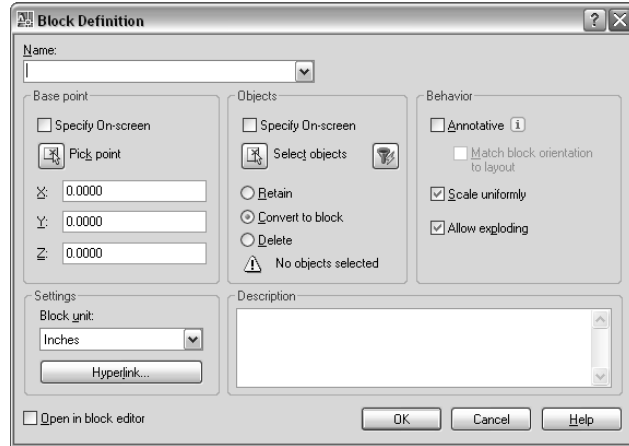 Block Definition
Name:
Base point
Specify On-screen
Pick point
X: 0.0000
Y: 0.0000
Z: 0.0000
Objects
Specify On-screen
Select objects
Retain
Convert to block
Delete
No objects selected
Behavior
Annotative
Match block orientation
to layout
Scale uniformly
Allow exploding
Settings
Block unit:
Inches
Hyperlink...
Description
Open in block editor
OK
Cancel
Help